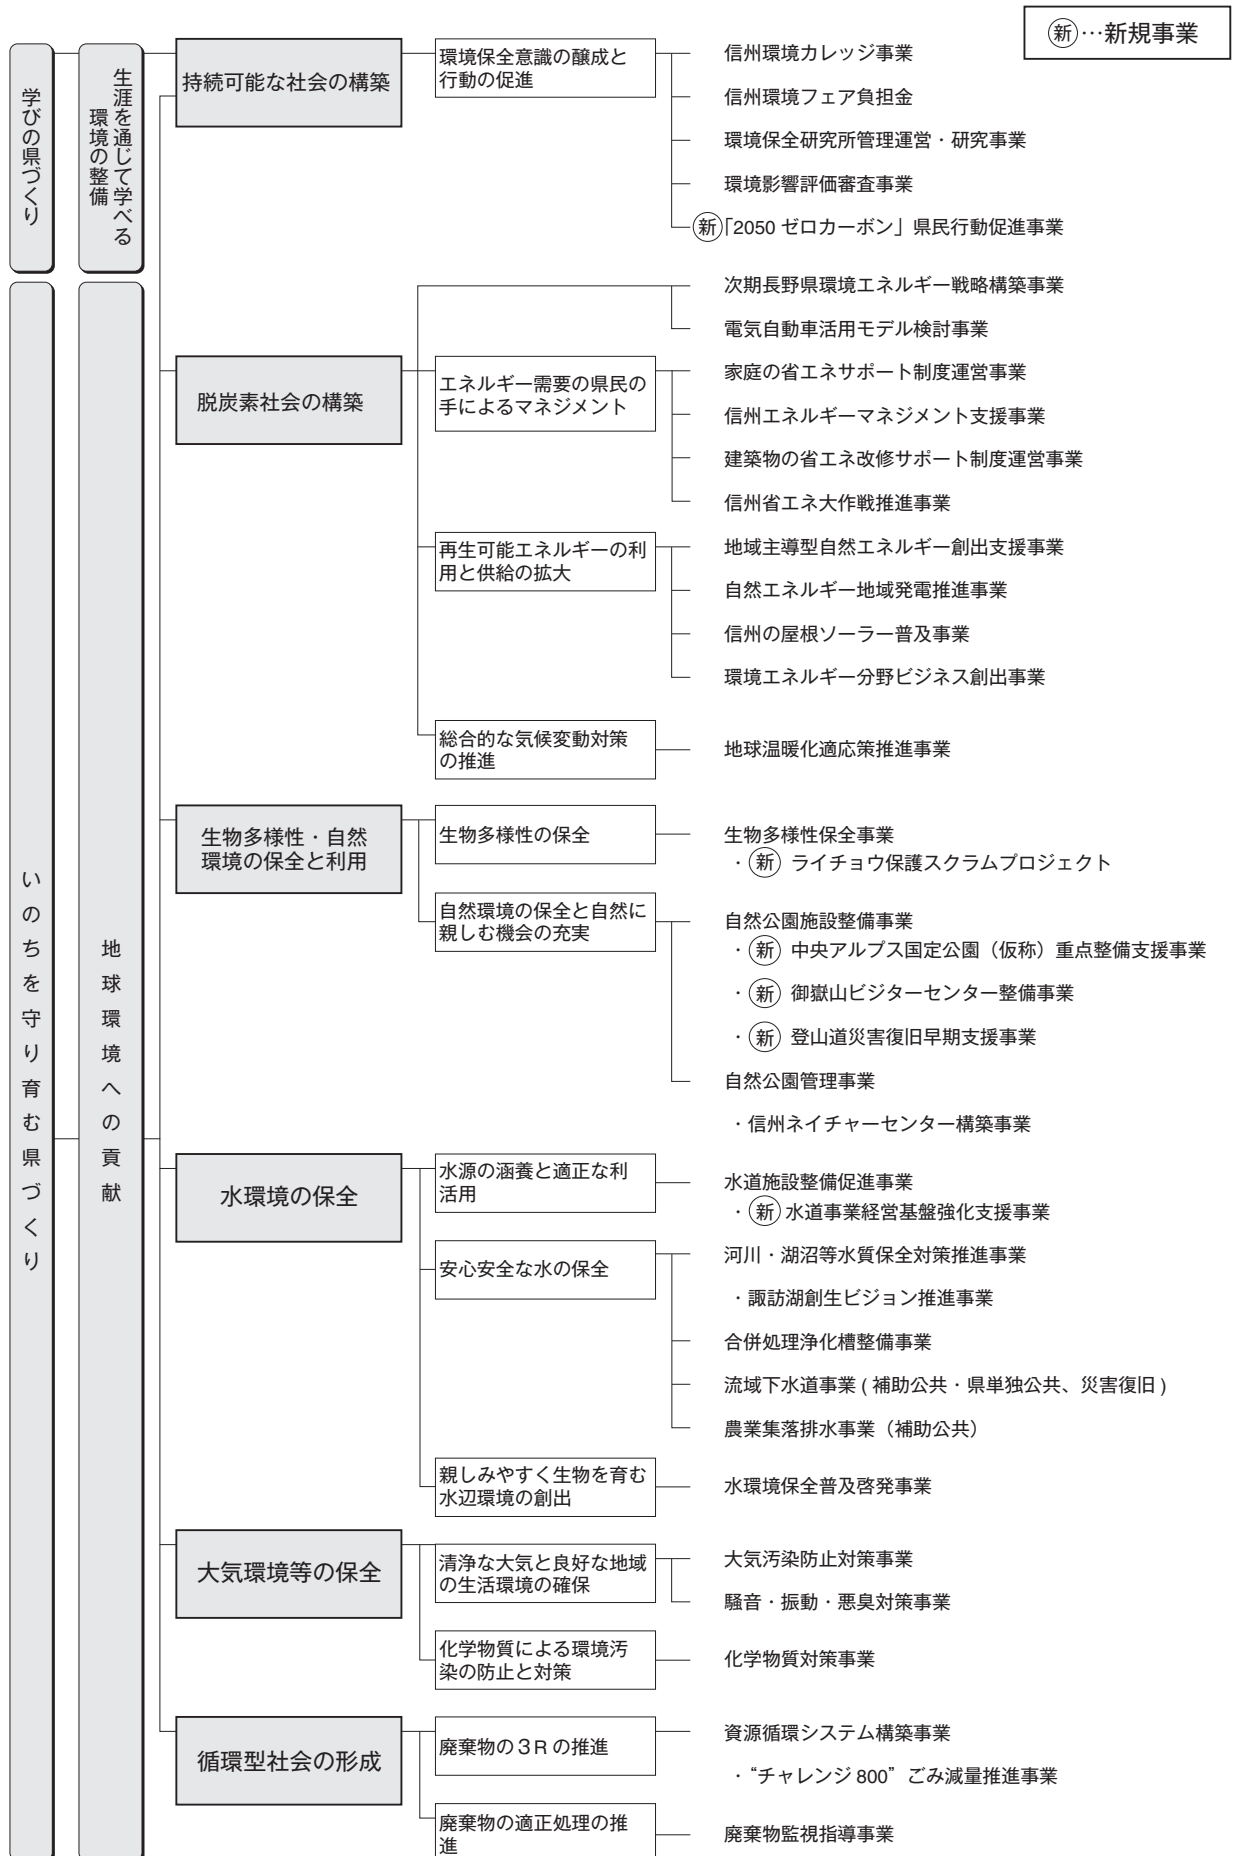 ㊟…新規事業
学びの県づくり
生涯を通じて学べる
環境の整備
いのちを守り育む県づくり
地球環境への貢献
持続可能な社会の構築
環境保全意識の醸成と
行動の促進
信州環境カレッジ事業
信州環境フェア負担金
環境保全研究所管理運営・研究事業
環境影響評価審査事業
新「2050 ゼロカーボン」県民行動促進事業
脱炭素社会の構築
次期長野県環境エネルギー戦略構築事業
電気自動車活用モデル検討事業
エネルギー需要の県民の
手によるマネジメント
家庭の省エネサポート制度運営事業
信州エネルギーマネジメント支援事業
建築物の省エネ改修サポート制度運営事業
信州省エネ大作戦推進事業
再生可能エネルギーの利
用と供給の拡大
地域主導型自然エネルギー創出支援事業
自然エネルギー地域発電推進事業
信州の屋根ソーラー普及事業
環境エネルギー分野ビジネス創出事業
総合的な気候変動対策
の推進
地球温暖化適応策推進事業
生物多様性・自然
環境の保全と利用
生物多様性の保全
生物多様性保全事業
・新 ライチョウ保護スクラムプロジェクト
自然環境の保全と自然に
親しむ機会の充実
自然公園施設整備事業
・新 中央アルプス国定公園（仮称）重点整備支援事業
・新 御嶽山ビジターセンター整備事業
・新 登山道災害復旧早期支援事業
自然公園管理事業
・信州ネイチャーセンター構築事業
水環境の保全
水源の涵養と適正な利
活用
水道施設整備促進事業
・新 水道事業経営基盤強化支援事業
安心安全な水の保全
河川・湖沼等水質保全対策推進事業
・諏訪湖創生ビジョン推進事業
合併処理浄化槽整備事業
流域下水道事業 ( 補助公共・県単独公共、災害復旧 )
農業集落排水事業（補助公共）
親しみやすく生物を育む
水辺環境の創出
水環境保全普及啓発事業
大気環境等の保全
清浄な大気と良好な地域
の生活環境の確保
大気汚染防止対策事業
騒音・振動・悪臭対策事業
化学物質による環境汚
染の防止と対策
化学物質対策事業
循環型社会の形成
廃棄物の３Ｒの推進
資源循環システム構築事業
・“チャレンジ 800”ごみ減量推進事業
廃棄物の適正処理の推
進
廃棄物監視指導事業